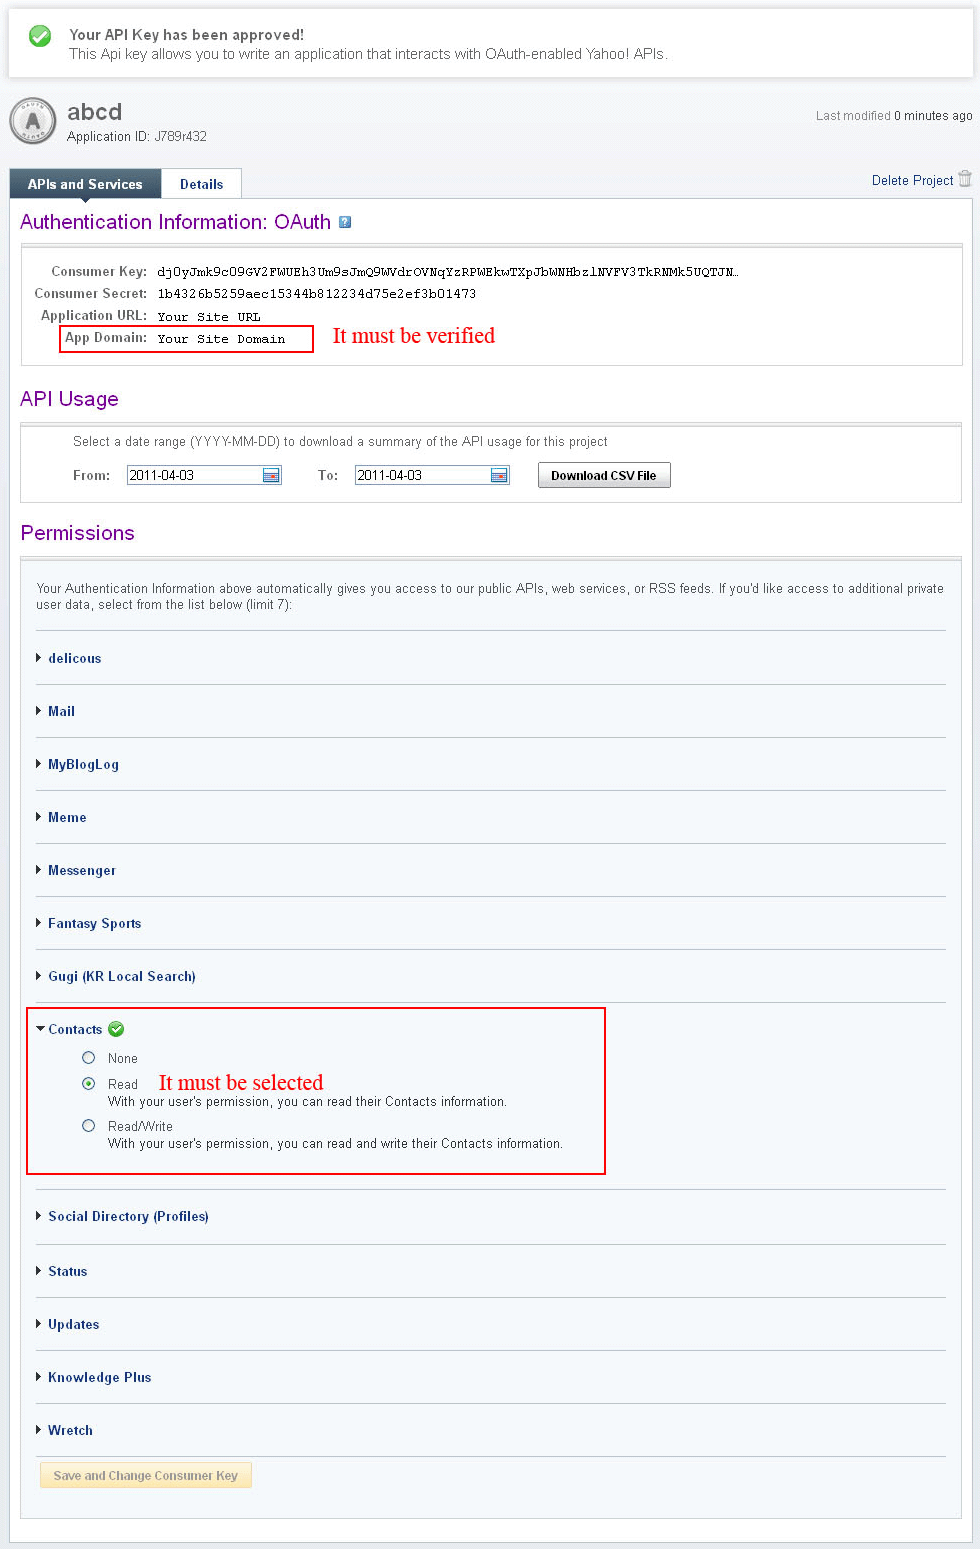 Your API Key has been approved!
This Api key allows you to write an application that interacts with OAuth-enabled Yahoo! APIs.
abcd
Application ID: J789r432
Last modified 0 minutes ago
APIs and Services
Details
Delete Project
Authentication Information: OAuth ?
Consumer Key: dj0yJmk9c09GV2FWUEh3Um9sJmQ9WVdrOVNqYzRPWEkwTXpJbWNHbzlNVFV3TkRNMk5UQTJN...
Consumer Secret: 1b4326b5259aec15344b812234d75e2ef3b01473
Application URL: Your Site URL
App Domain: Your Site Domain
It must be verified
API Usage
Select a date range (YYYY-MM-DD) to download a summary of the API usage for this project
From: 2011-04-03 To: 2011-04-03 Download CSV File
Permissions
Your Authentication Information above automatically gives you access to our public APIs, web services, or RSS feeds. If you'd like access to additional private
user data, select from the list below (limit 7):
delicous
Mail
MyBlogLog
Meme
Messenger
Fantasy Sports
Gugi (KR Local Search)
Contacts
None
Read It must be selected
With your user's permission, you can read their Contacts information.
Read/Write
With your user's permission, you can read and write their Contacts information.
Social Directory (Profiles)
Status
Updates
Knowledge Plus
Wretch
Save and Change Consumer Key